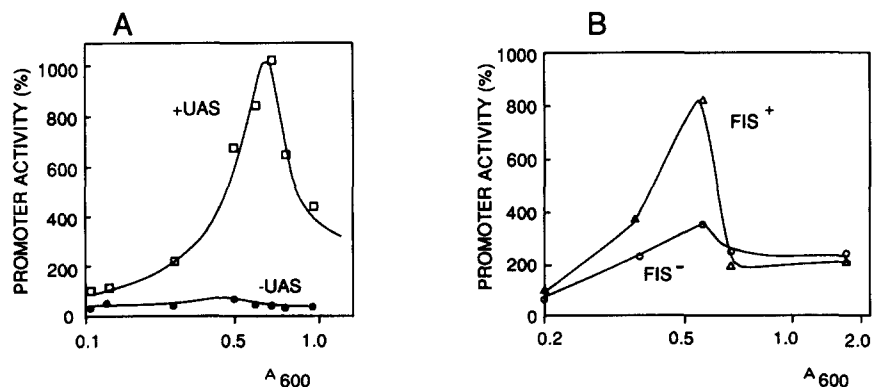 A
PROMOTER ACTIVITY (%)
1000
800
600
400
200
0
+UAS
-UAS
0.1
0.5
1.0
A600
B
PROMOTER ACTIVITY (%)
1000
800
600
400
200
0
FIS+
FIS-
0.2
0.5
1.0
2.0
A600